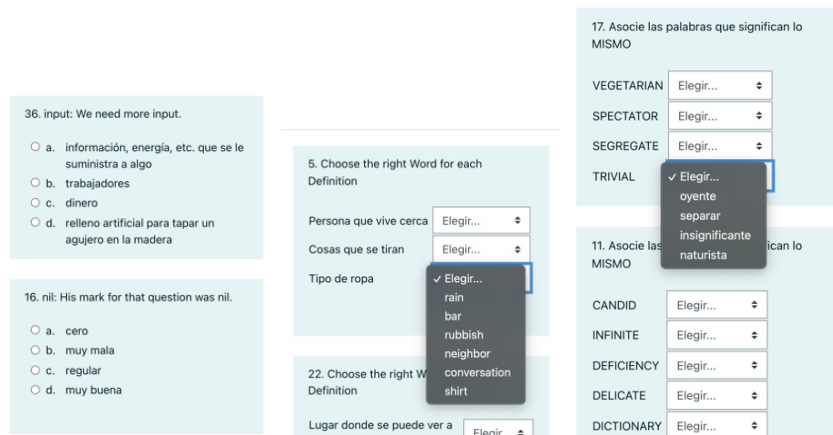 36. input: We need more input.
a. información, energía, etc. que se le
suministra a algo
b. trabajadores
c. dinero
d. relleno artificial para tapar un
agujero en la madera
16. nil: His mark for that question was nil.
a. cero
b. muy mala
c. regular
d. muy buena
5. Choose the right Word for each
Definition
Persona que vive cerca Elegir...
Cosas que se tiran Elegir...
Tipo de ropa
✓ Elegir...
rain
bar
rubbish
neighbor
conversation
shirt
22. Choose the right W
Definition
Lugar donde se puede ver a Elegir
17. Asocie las palabras que significan lo
MISMO
VEGETARIAN Elegir...
SPECTATOR Elegir...
SEGREGATE Elegir...
TRIVIAL
✓ Elegir...
oyente
separar
insignificante
naturista
11. Asocie las ican lo
MISMO
CANDID Elegir...
INFINITE Elegir...
DEFICIENCY Elegir...
DELICATE Elegir...
DICTIONARY Elegir...